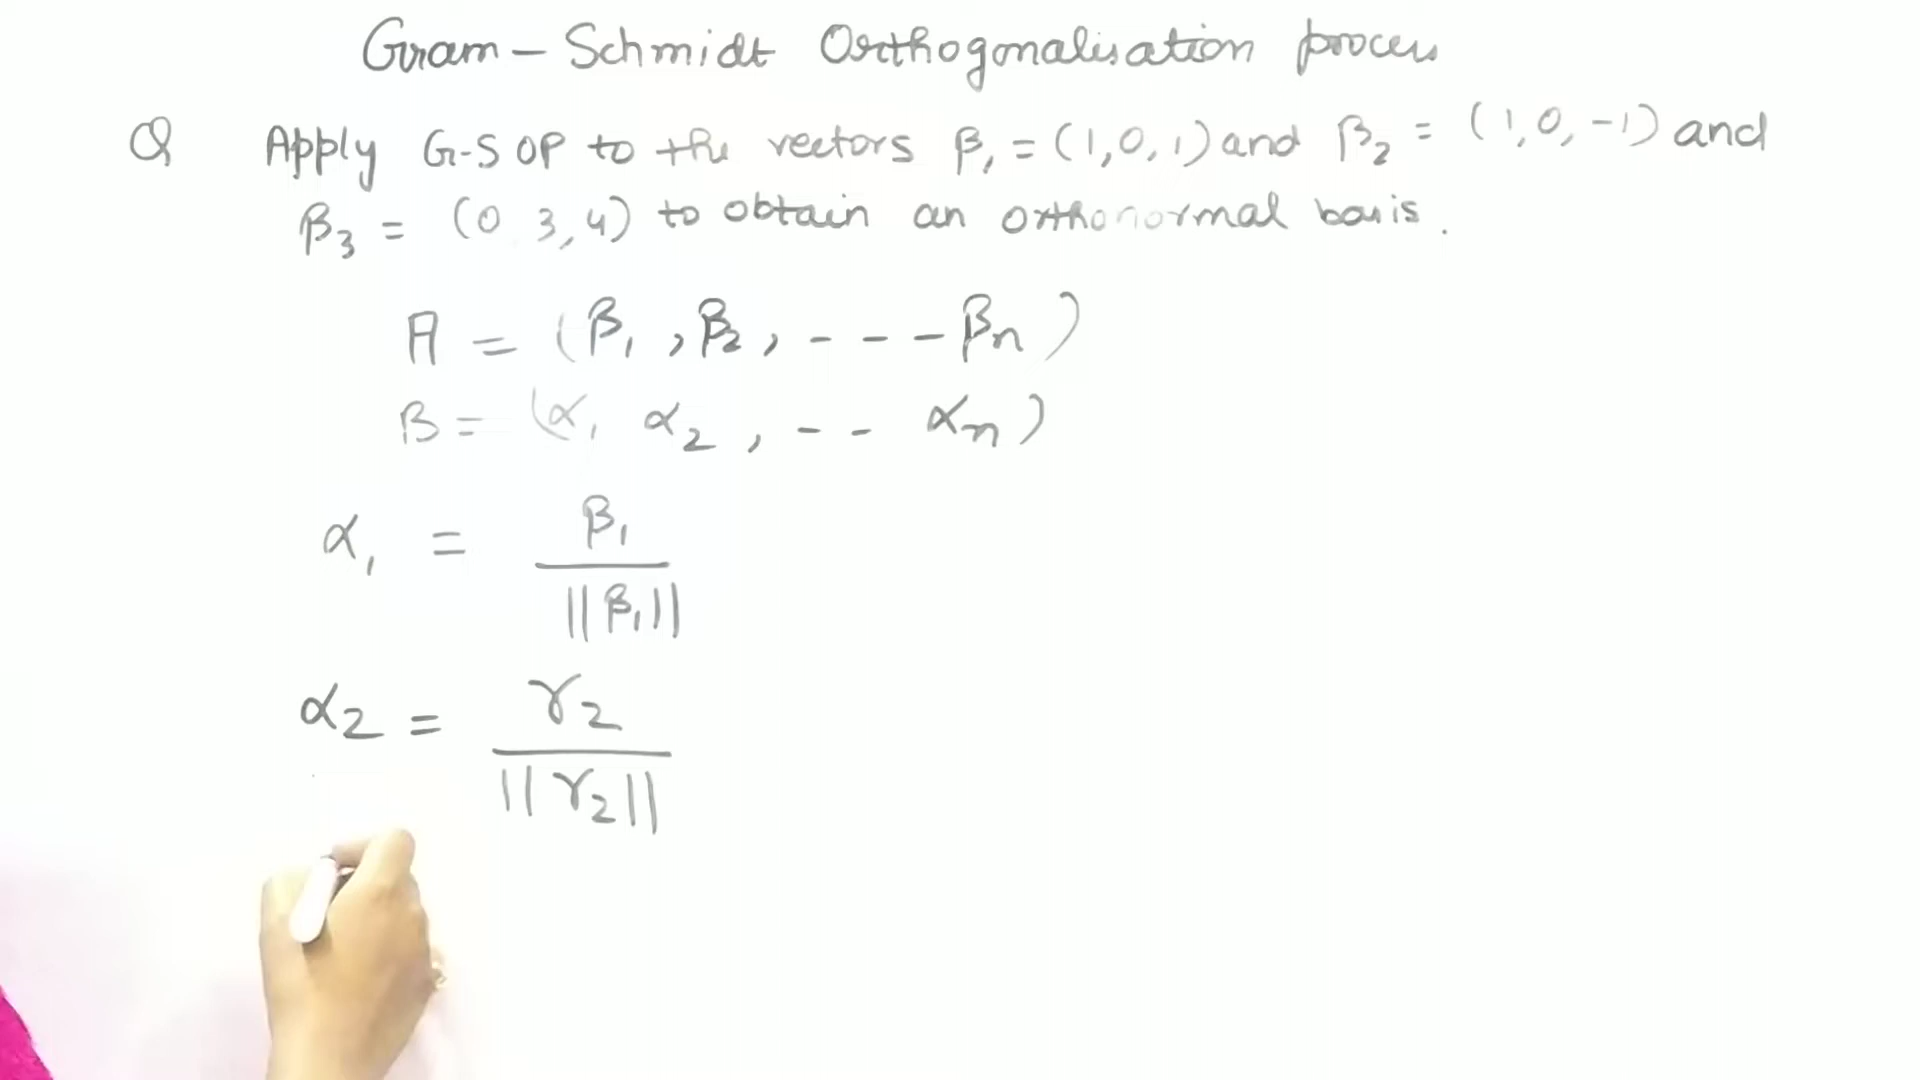 Gram - Schmidt Orthogonalisation process
Q Apply G-S OP to the vectors β₁ = (1,0,1) and β₂ = (1,0,-1) and
β₃ = (0 3,4) to obtain an orthonormal basis.
A = (β₁, β₂, - - - βn)
B = (α₁ α₂, - - αn)
α₁ = β₁ / ||β₁||
α₂ = γ₂ / ||γ₂||